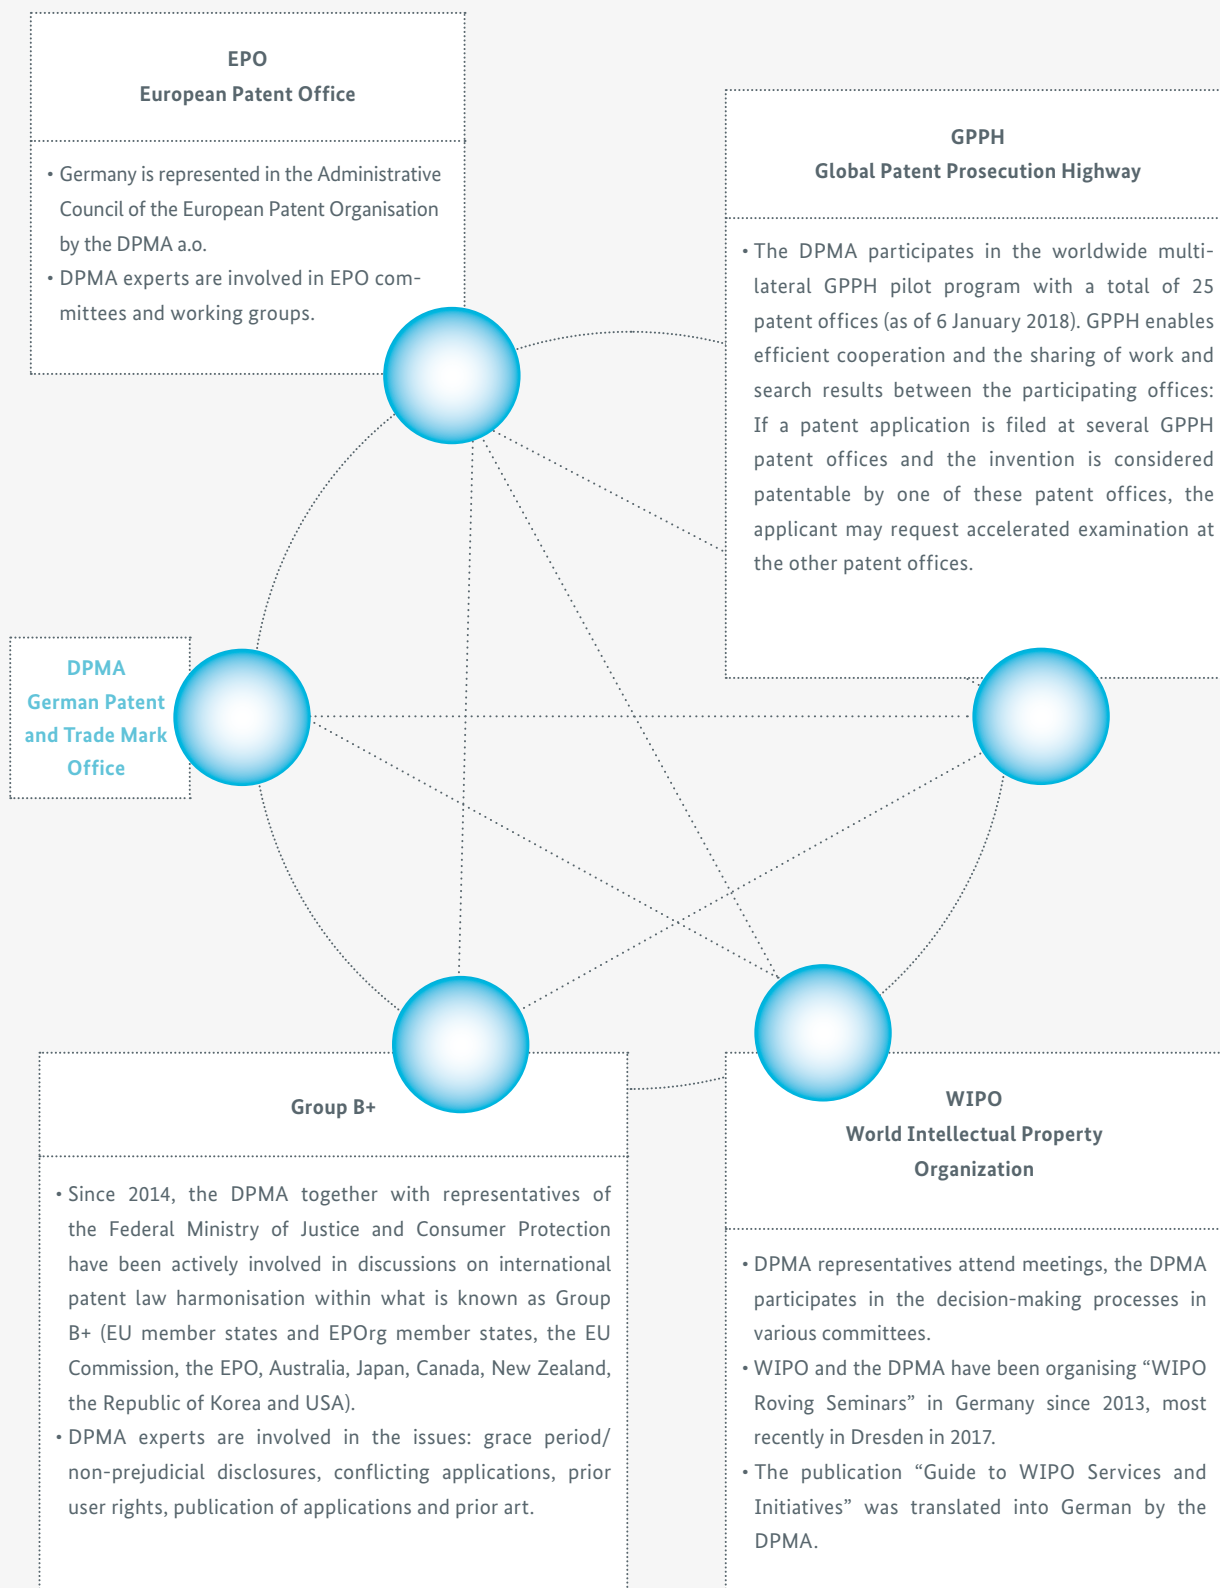 EPO
European Patent Office
• Germany is represented in the Administrative
Council of the European Patent Organisation
by the DPMA a.o.
• DPMA experts are involved in EPO com-
mittees and working groups.
GPPH
Global Patent Prosecution Highway
• The DPMA participates in the worldwide multi-
lateral GPPH pilot program with a total of 25
patent offices (as of 6 January 2018). GPPH enables
efficient cooperation and the sharing of work and
search results between the participating offices:
If a patent application is filed at several GPPH
patent offices and the invention is considered
patentable by one of these patent offices, the
applicant may request accelerated examination at
the other patent offices.
DPMA
German Patent
and Trade Mark
Office
Group B+
• Since 2014, the DPMA together with representatives of
the Federal Ministry of Justice and Consumer Protection
have been actively involved in discussions on international
patent law harmonisation within what is known as Group
B+ (EU member states and EPOrg member states, the EU
Commission, the EPO, Australia, Japan, Canada, New Zealand,
the Republic of Korea and USA).
• DPMA experts are involved in the issues: grace period/
non-prejudicial disclosures, conflicting applications, prior
user rights, publication of applications and prior art.
WIPO
World Intellectual Property
Organization
• DPMA representatives attend meetings, the DPMA
participates in the decision-making processes in
various committees.
• WIPO and the DPMA have been organising “WIPO
Roving Seminars” in Germany since 2013, most
recently in Dresden in 2017.
• The publication “Guide to WIPO Services and
Initiatives” was translated into German by the
DPMA.